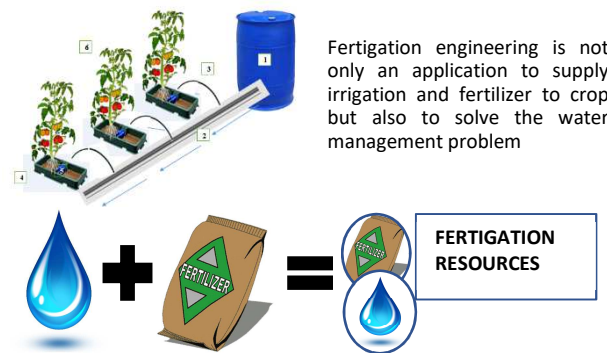 6
3
1
Fertigation engineering is not
only an application to supply
irrigation and fertilizer to crop
but also to solve the water
management problem
2
4
FERTILIZER
FERTILIZER
FERTIGATION
RESOURCES